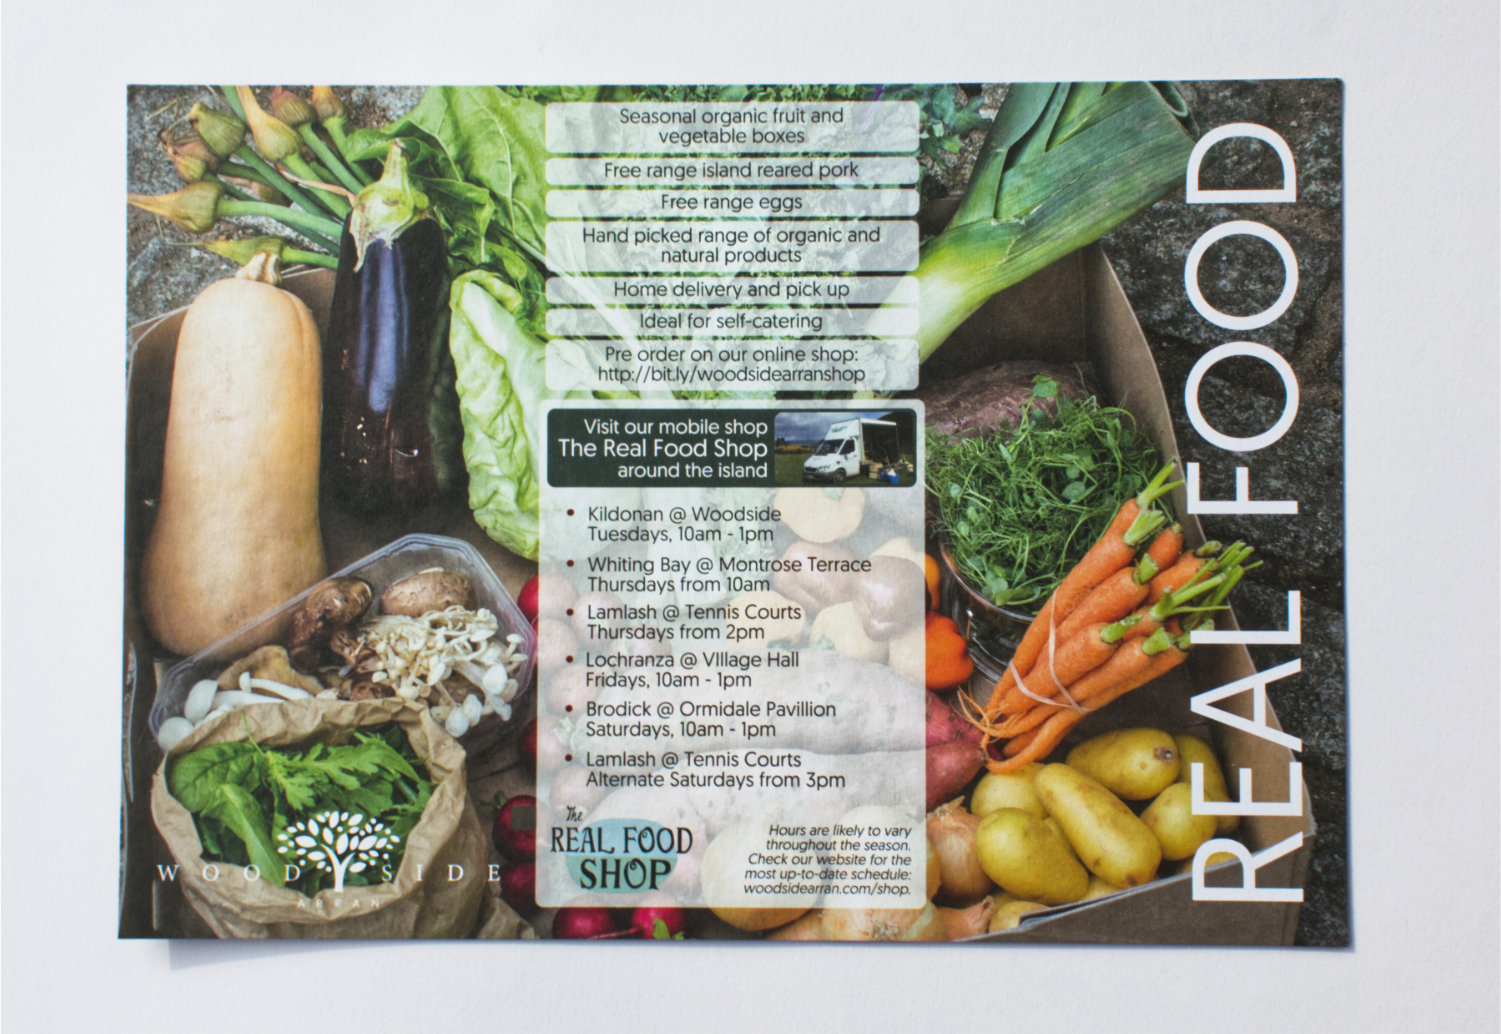 Seasonal organic fruit and
vegetable boxes
Free range island reared pork
Free range eggs
Hand picked range of organic and
natural products
Home delivery and pick up
Ideal for self-catering
Pre order on our online shop:
http://bit.ly/woodsidearranshop
Visit our mobile shop
The Real Food Shop
around the island
• Kildonan @ Woodside
Tuesdays, 10am - 1pm
• Whiting Bay @ Montrose Terrace
Thursdays from 10am
• Lamlash @ Tennis Courts
Thursdays from 2pm
• Lochranza @ VIllage Hall
Fridays, 10am - 1pm
• Brodick @ Ormidale Pavillion
Saturdays, 10am - 1pm
• Lamlash @ Tennis Courts
Alternate Saturdays from 3pm
The
REAL FOOD
SHOP
Hours are likely to vary
throughout the season.
Check our website for the
most up-to-date schedule:
woodsidearran.com/shop.
WOODSIDE
ARRAN
REAL FOOD